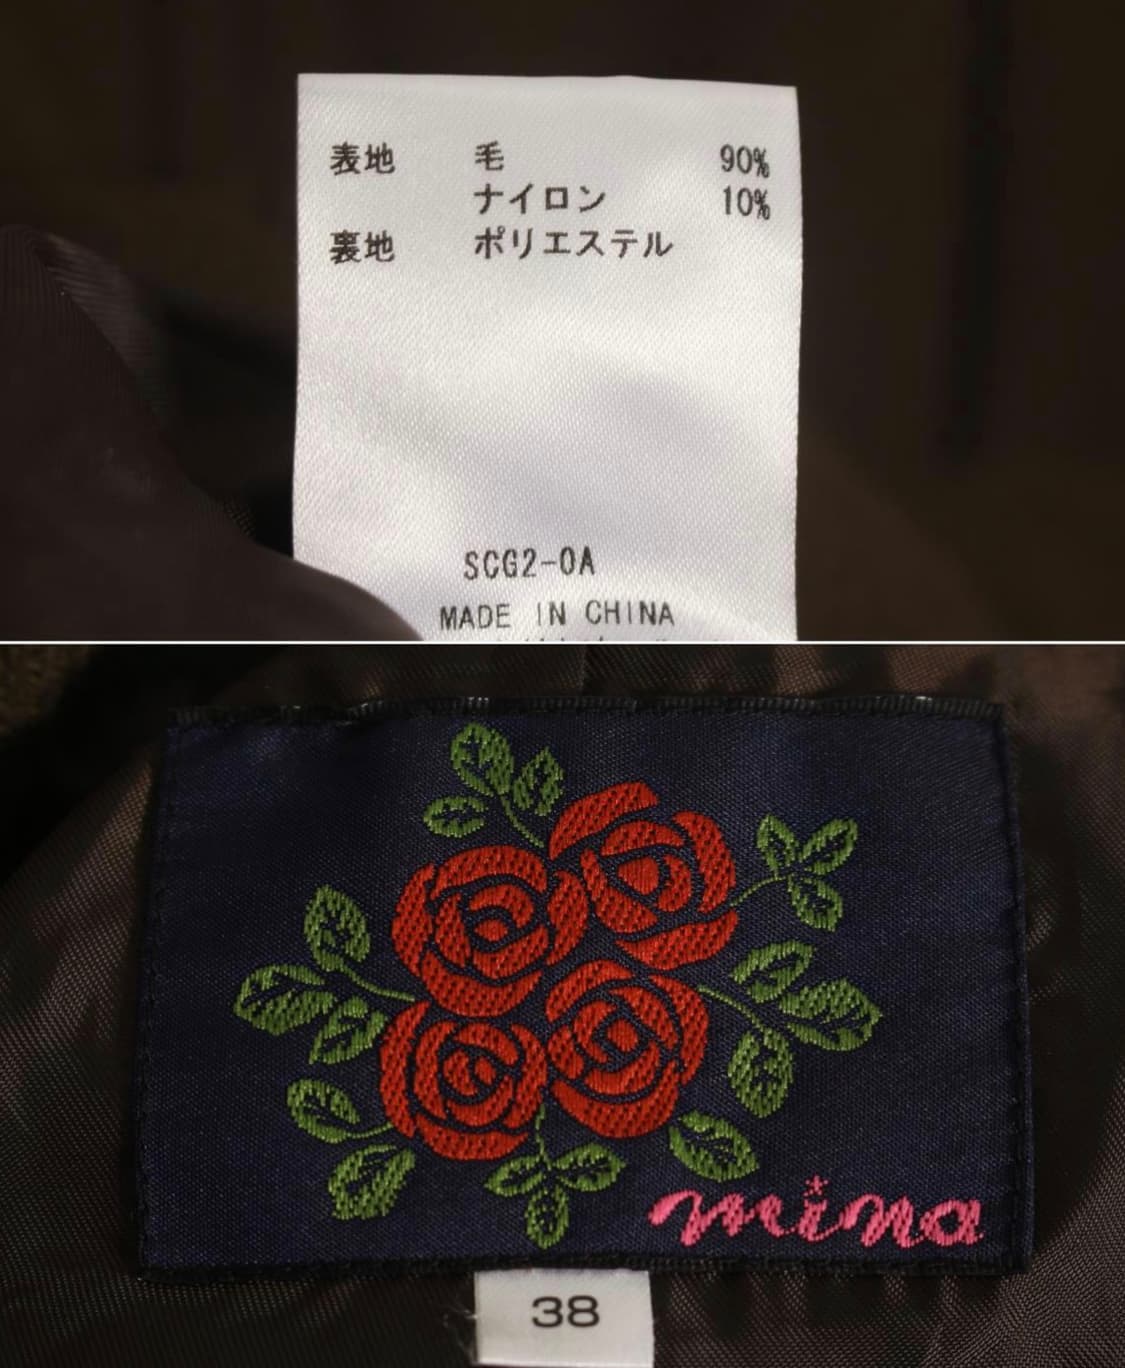 表地 毛 90%
ナイロン 10%
裏地 ポリエステル
SCG2-0A
MADE IN CHINA
mina
38